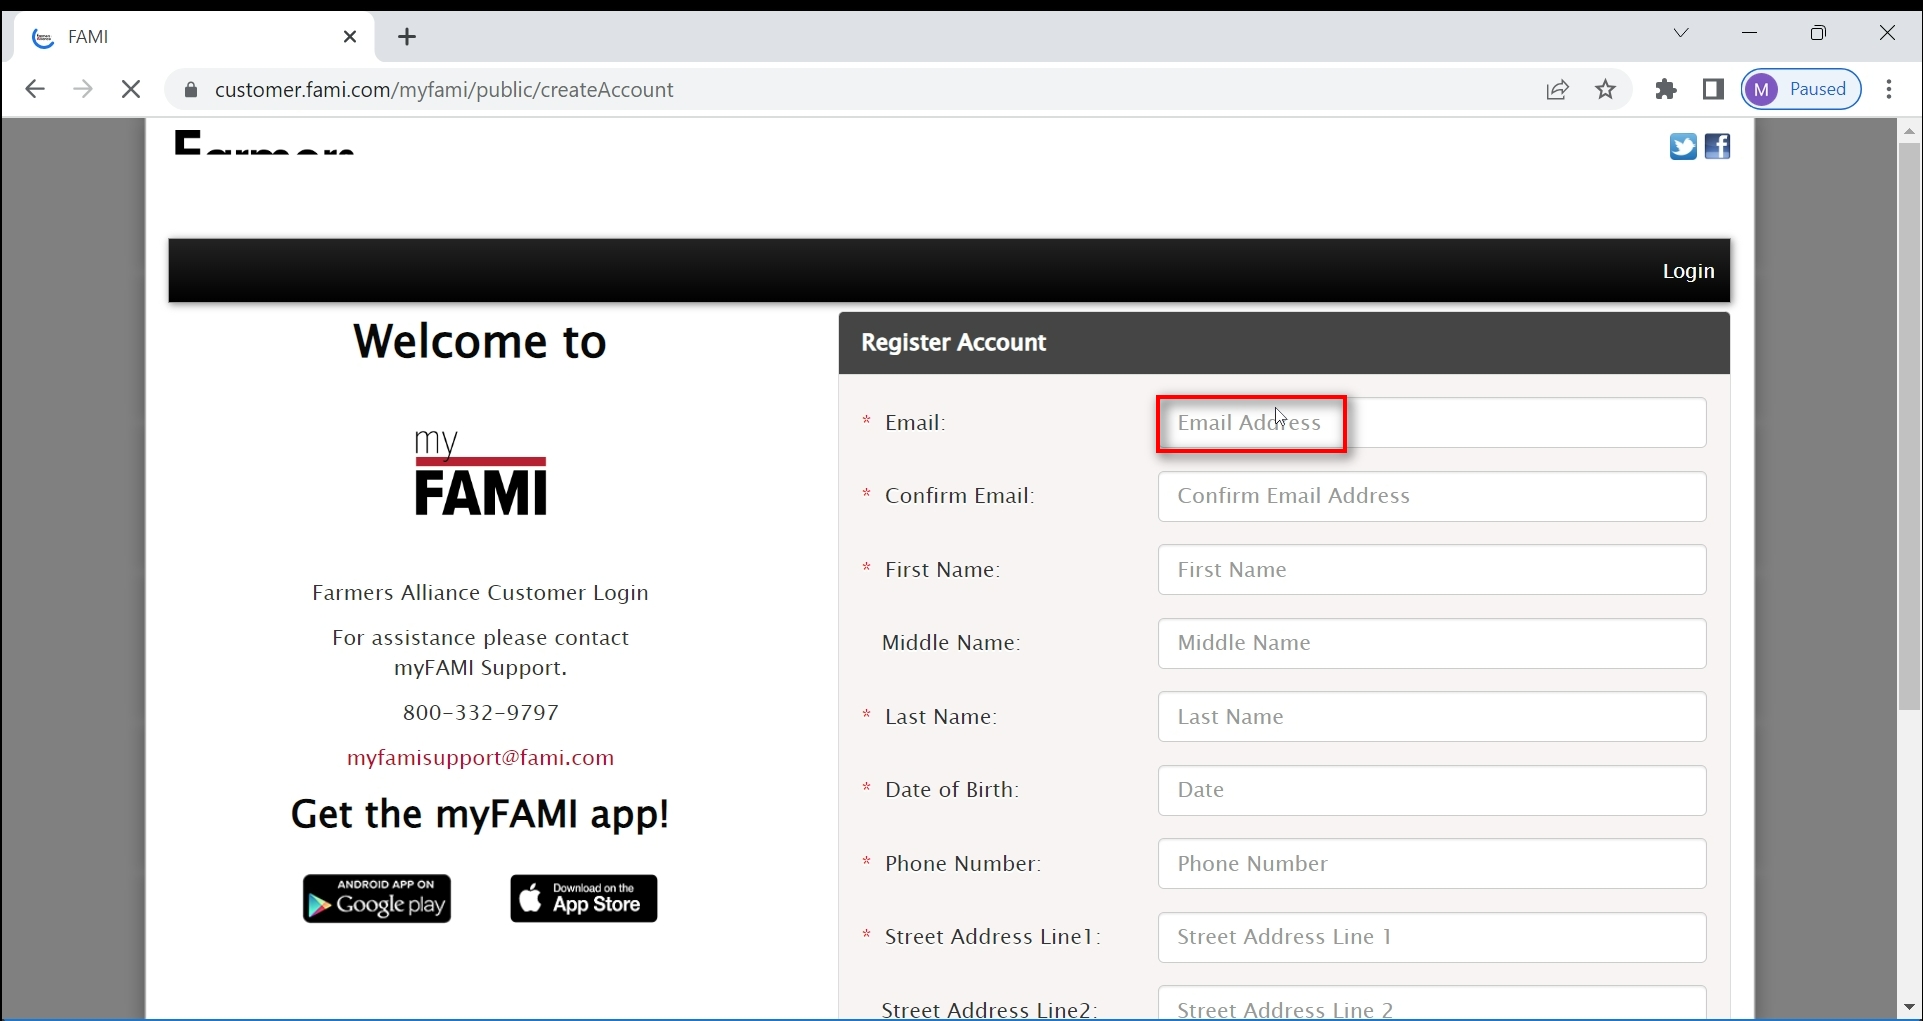 FAMI
customer.fami.com/myfami/public/createAccount
M Paused
Farmers
Login
Welcome to
my
FAMI
Farmers Alliance Customer Login
For assistance please contact
myFAMI Support.
800-332-9797
myfamisupport@fami.com
Get the myFAMI app!
ANDROID APP ON
Google play
Download on the
App Store
Register Account
* Email: Email Address
* Confirm Email: Confirm Email Address
* First Name: First Name
Middle Name: Middle Name
* Last Name: Last Name
* Date of Birth: Date
* Phone Number: Phone Number
* Street Address Line1: Street Address Line 1
Street Address Line2: Street Address Line 2